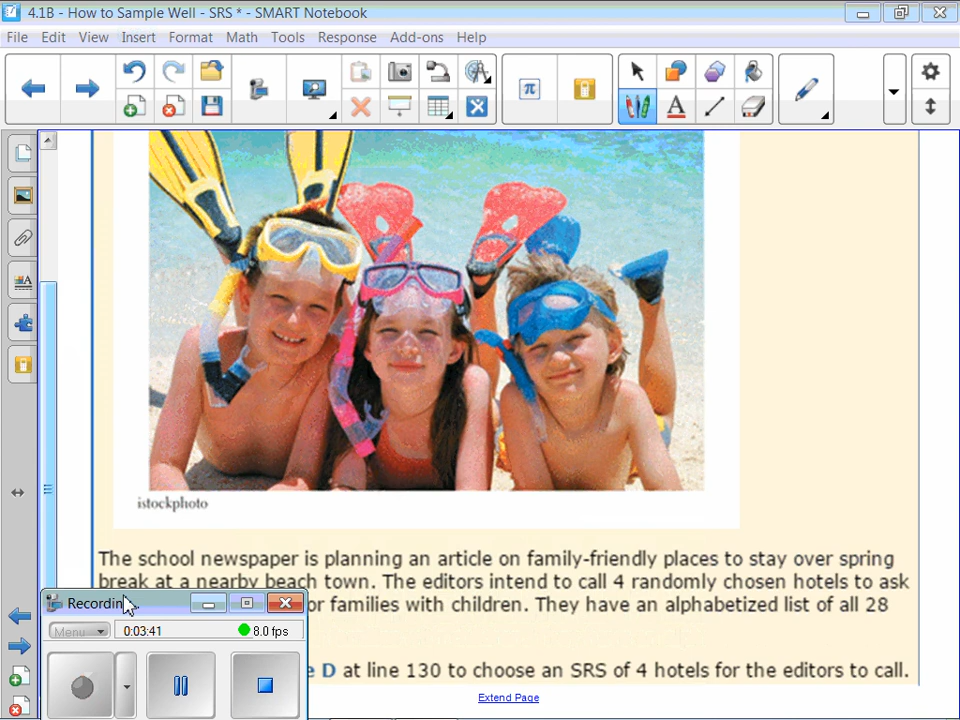 4.1B - How to Sample Well - SRS * - SMART Notebook
File Edit View Insert Format Math Tools Response Add-ons Help
istockphoto
The school newspaper is planning an article on family-friendly places to stay over spring
break at a nearby beach town. The editors intend to call 4 randomly chosen hotels to ask
or families with children. They have an alphabetized list of all 28
e D at line 130 to choose an SRS of 4 hotels for the editors to call.
Recording...
Menu 0:03:41 8.0 fps
Extend Page